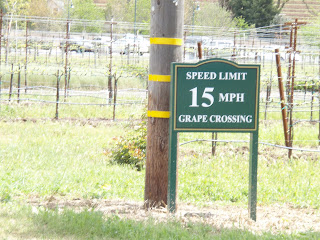 SPEED LIMIT
15 MPH
GRAPE CROSSING